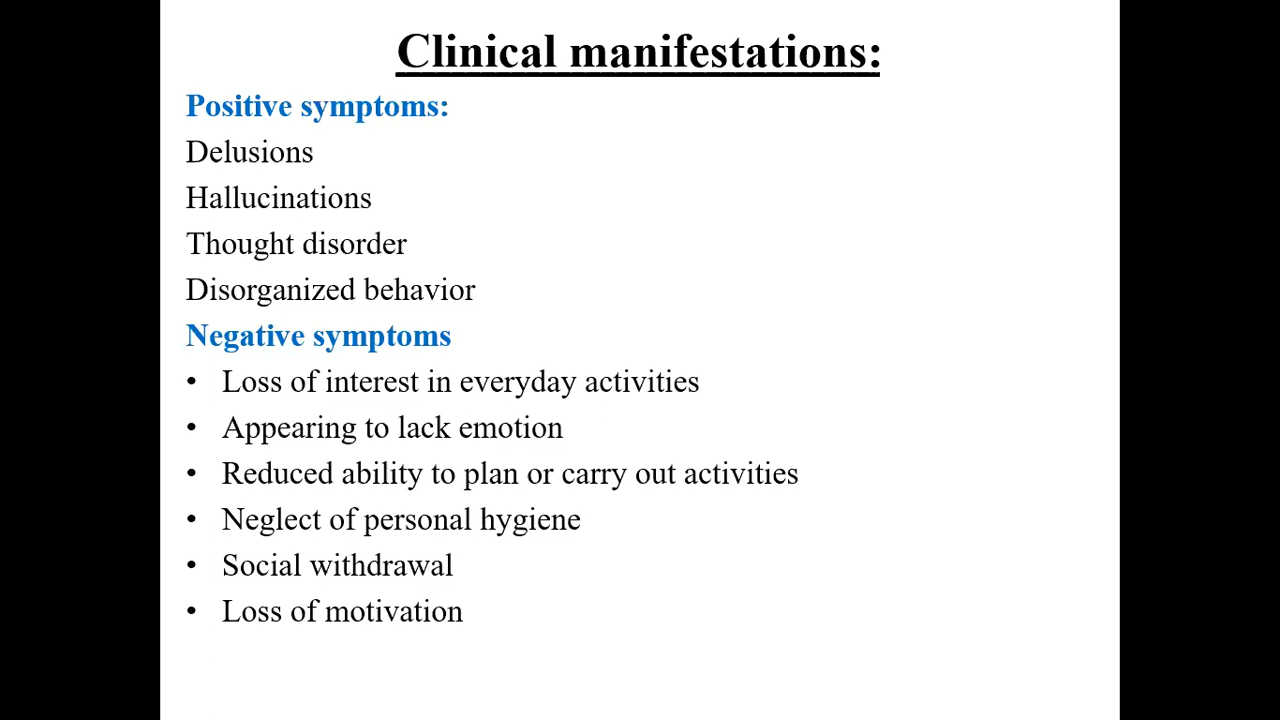 Clinical manifestations:
Positive symptoms:
Delusions
Hallucinations
Thought disorder
Disorganized behavior
Negative symptoms
• Loss of interest in everyday activities
• Appearing to lack emotion
• Reduced ability to plan or carry out activities
• Neglect of personal hygiene
• Social withdrawal
• Loss of motivation